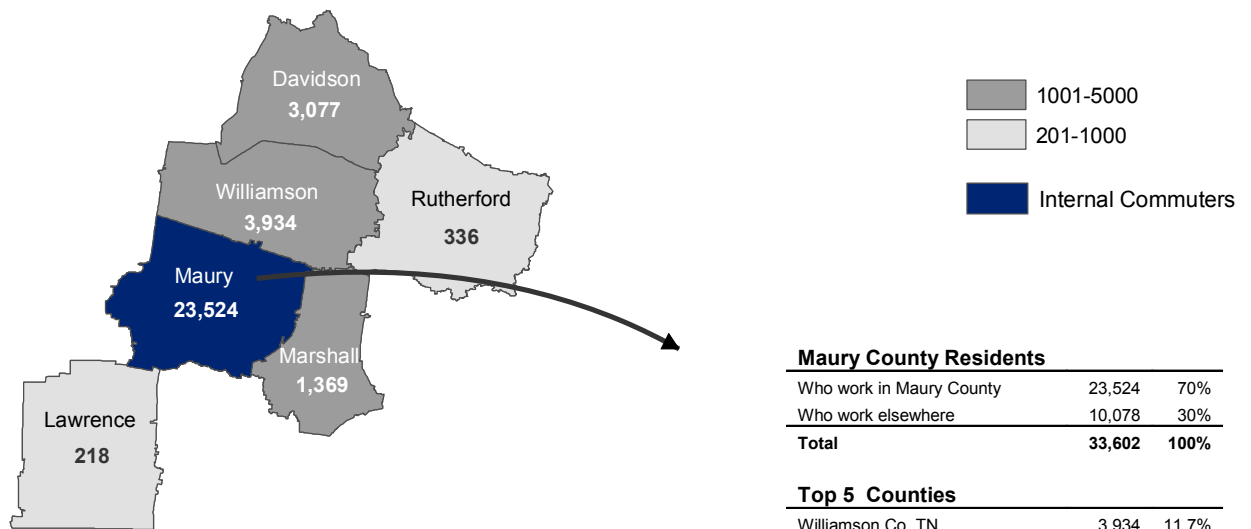 Davidson
3,077
1001-5000
201-1000
Williamson
3,934
Rutherford
336
Internal Commuters
Maury
23,524
Marshall
1,369
Lawrence
218
Maury County Residents
Who work in Maury County 23,524 70%
Who work elsewhere 10,078 30%
Total 33,602 100%
Top 5 Counties
Williamson Co. TN 3,934 11.7%